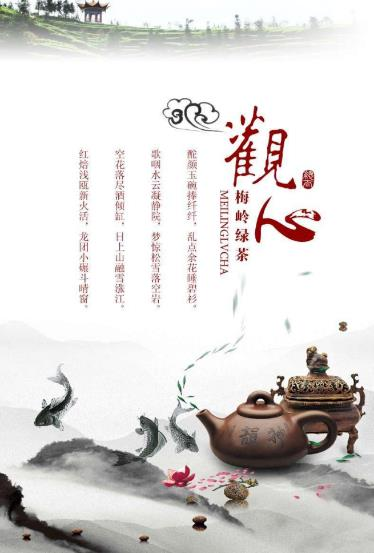 觀心
梅岭绿茶
MEILINGLVCHA
酡颜玉碗捧纤纤，乱点余花睡碧衫。
歌咽水云凝静院，梦惊松雪落空岩。
空花落尽酒倾缸，日上山融雪涨江。
红焙浅瓯新火活，龙团小碾斗晴窗。